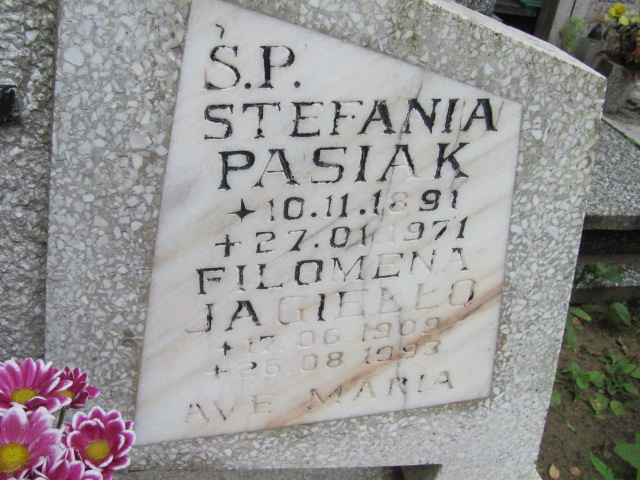 Ś.P.
STEFANIA
PASIAK
✦10.11.1891
+27.01.1971
FILOMENA
JAGIEŁŁO
✦17.06.1909
+26.08.1993
AVE MARIA